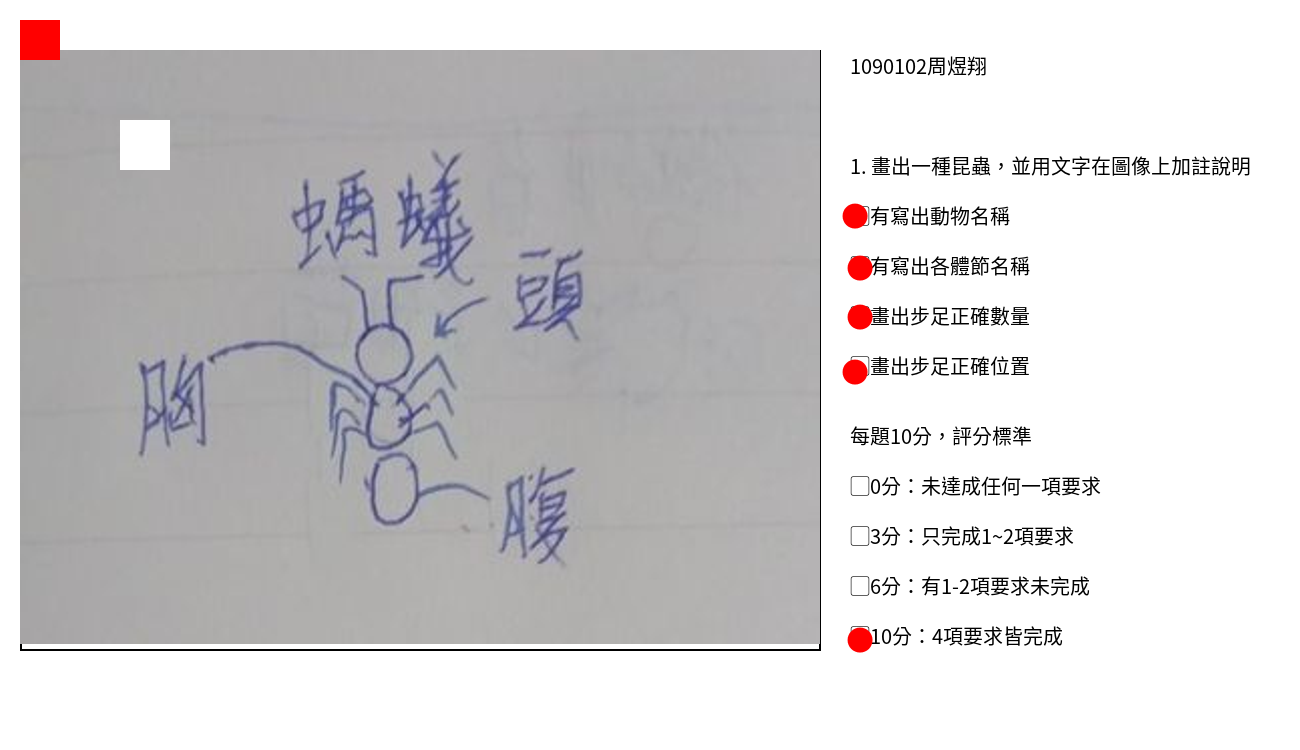 1090102周煜翔
1. 畫出一種昆蟲，並用文字在圖像上加註說明
有寫出動物名稱
有寫出各體節名稱
畫出步足正確數量
畫出步足正確位置
每題10分，評分標準
0分：未達成任何一項要求
3分：只完成1~2項要求
6分：有1-2項要求未完成
10分：4項要求皆完成
螞蟻
頭
胸
腹